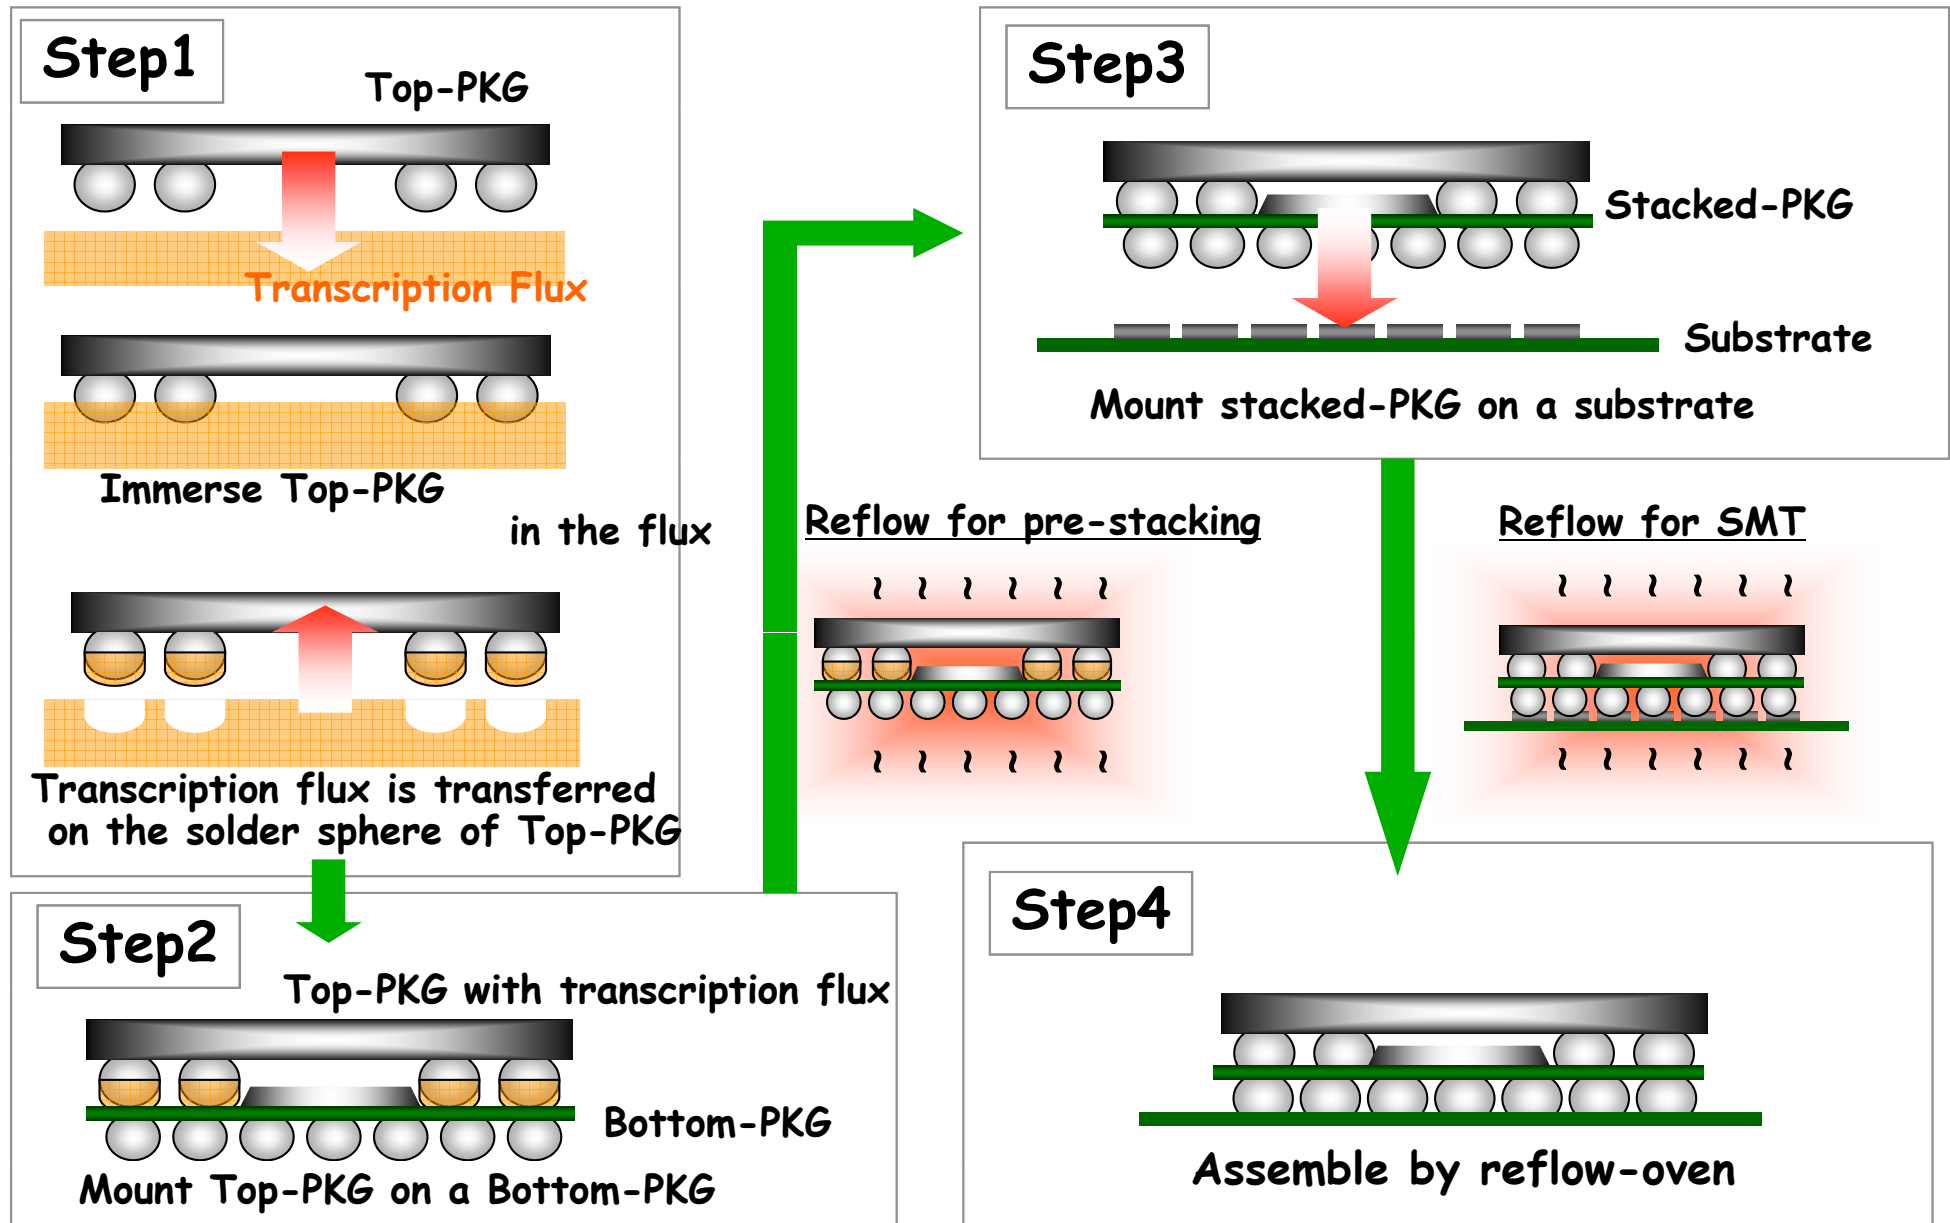 Step1
Top-PKG
Transcription Flux
Immerse Top-PKG
in the flux
Transcription flux is transferred
on the solder sphere of Top-PKG
Step2
Top-PKG with transcription flux
Bottom-PKG
Mount Top-PKG on a Bottom-PKG
Reflow for pre-stacking
~ ~ ~ ~ ~ ~
~ ~ ~ ~ ~ ~
Step3
Stacked-PKG
Substrate
Mount stacked-PKG on a substrate
Reflow for SMT
~ ~ ~ ~ ~ ~
~ ~ ~ ~ ~ ~
Step4
Assemble by reflow-oven